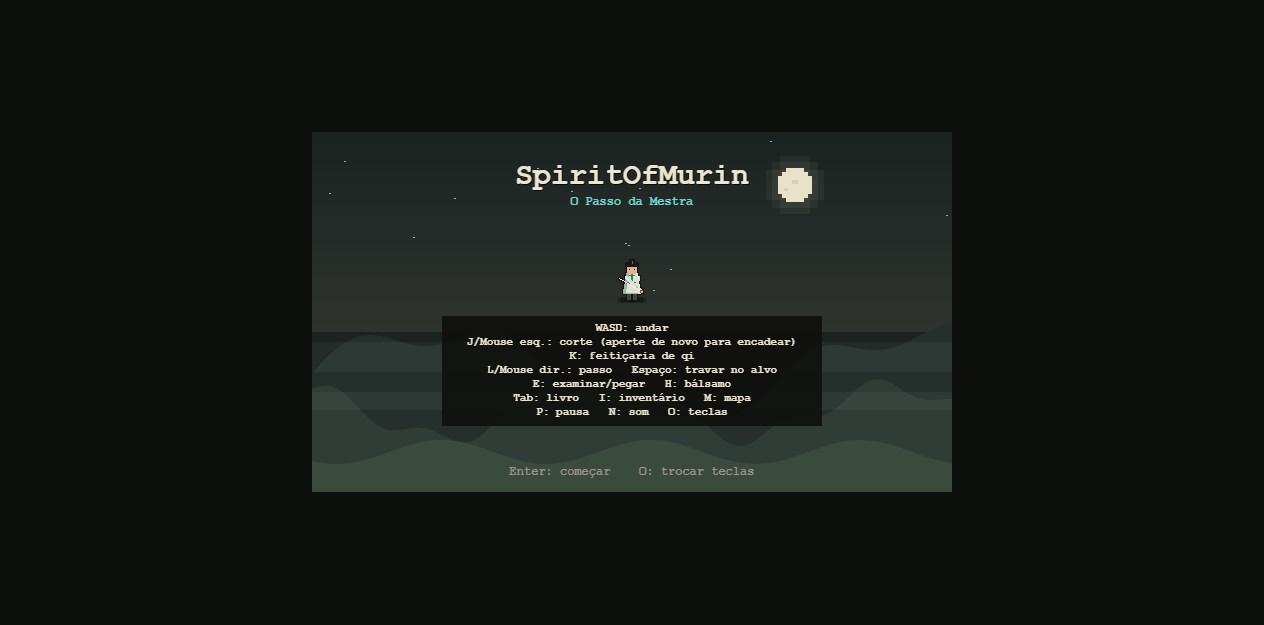 SpiritOfMurin
O Passo da Mestra
WASD: andar
J/Mouse esq.: corte (aperte de novo para encadear)
K: feitiçaria de qi
L/Mouse dir.: passo   Espaço: travar no alvo
E: examinar/pegar   H: bálsamo
Tab: livro   I: inventário   M: mapa
P: pausa   N: som   O: teclas
Enter: começar    O: trocar teclas